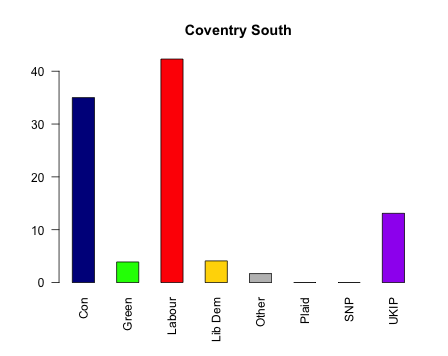 Coventry South
40
30
20
10
0
Con
Green
Labour
Lib Dem
Other
Plaid
SNP
UKIP